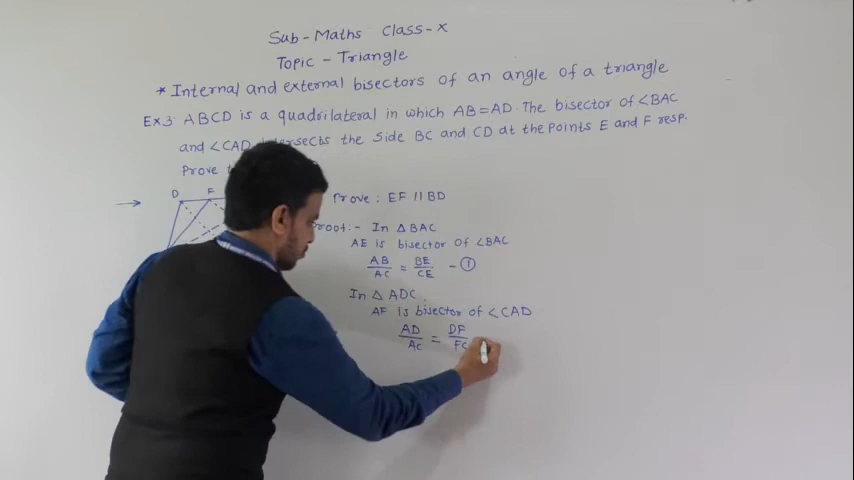 Sub-Maths Class-X
Topic - Triangle
* Internal and external bisectors of an angle of a triangle
Ex3 ABCD is a quadrilateral in which AB=AD. The bisector of ∠BAC
and ∠CAD intersects the side BC and CD at the Points E and F resp.
Prove
→ D F Prove : EF // BD
Proof:- In △BAC
AE is bisector of ∠BAC
AB/AC = BE/CE - ①
In △ ADC
AF is bisector of ∠CAD
AD/AC = DF/FC